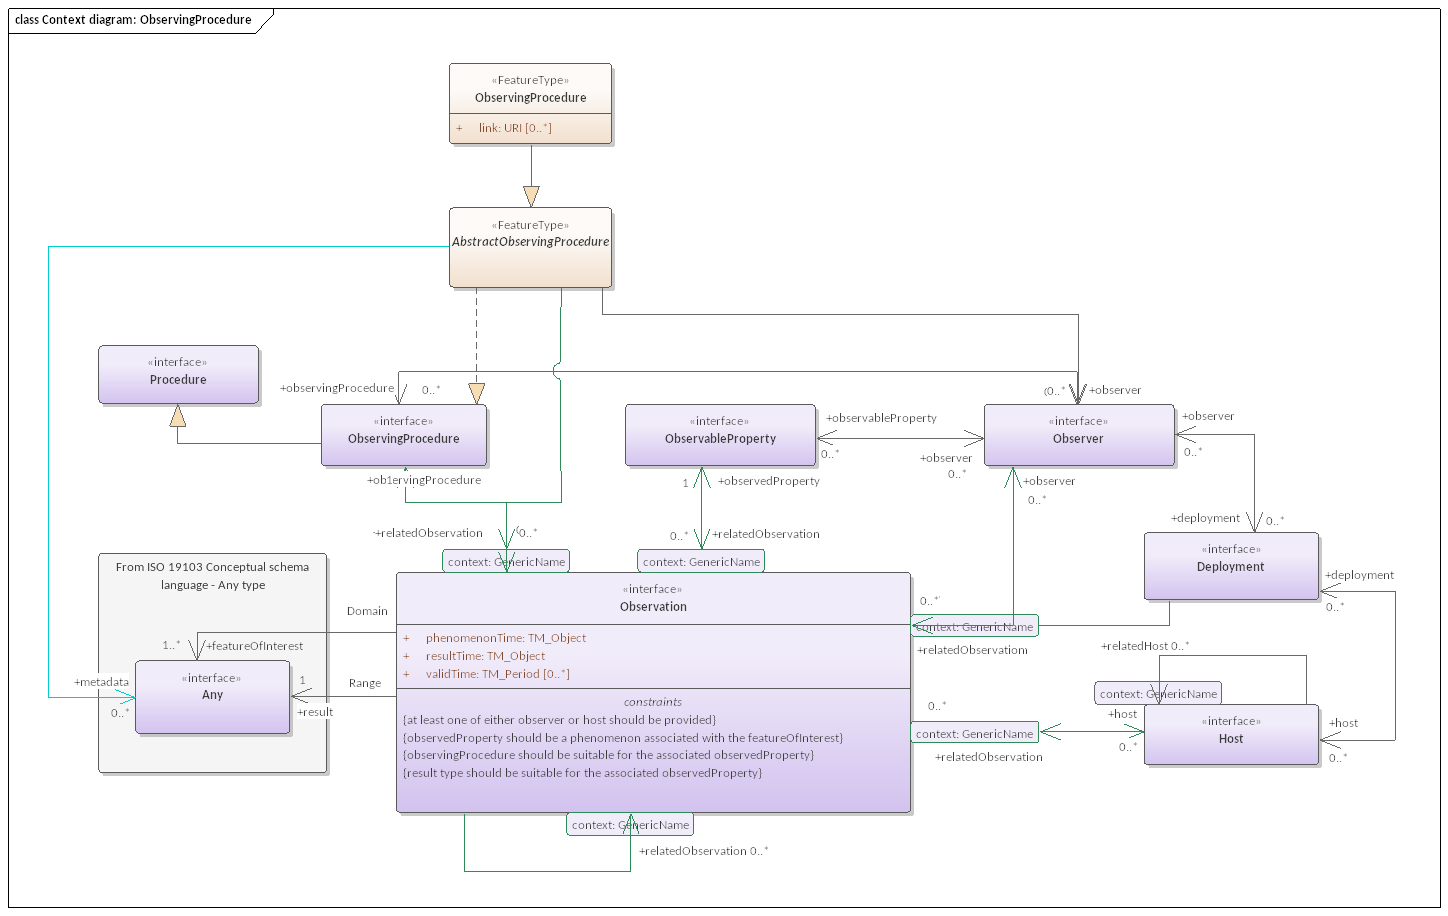 class Context diagram: ObservingProcedure
«FeatureType»
ObservingProcedure
+ link: URI [0..*]
«FeatureType»
AbstractObservingProcedure
«interface»
Procedure
+observingProcedure
0..*
0..*
+observer
«interface»
ObservingProcedure
«interface»
ObservableProperty
+observableProperty
0..*
+observer
0..*
«interface»
Observer
+observer
0..*
1
+observedProperty
+observer
0..*
+relatedObservation
0..*
0..*
+relatedObservation
+deployment
0..*
context: GenericName
context: GenericName
«interface»
Deployment
+deployment
0..*
From ISO 19103 Conceptual schema
language - Any type
«interface»
Observation
Domain
0..*
context: GenericName
+relatedObservation
+ phenomenonTime: TM_Object
+ resultTime: TM_Object
+ validTime: TM_Period [0..*]
1..*
+featureOfInterest
+relatedHost 0..*
«interface»
Any
+metadata
0..*
Range
1
+result
context: GenericName
constraints
{at least one of either observer or host should be provided}
{observedProperty should be a phenomenon associated with the featureOfInterest}
{observingProcedure should be suitable for the associated observedProperty}
{result type should be suitable for the associated observedProperty}
0..*
context: GenericName
+relatedObservation
+host
0..*
«interface»
Host
+host
0..*
context: GenericName
+relatedObservation 0..*